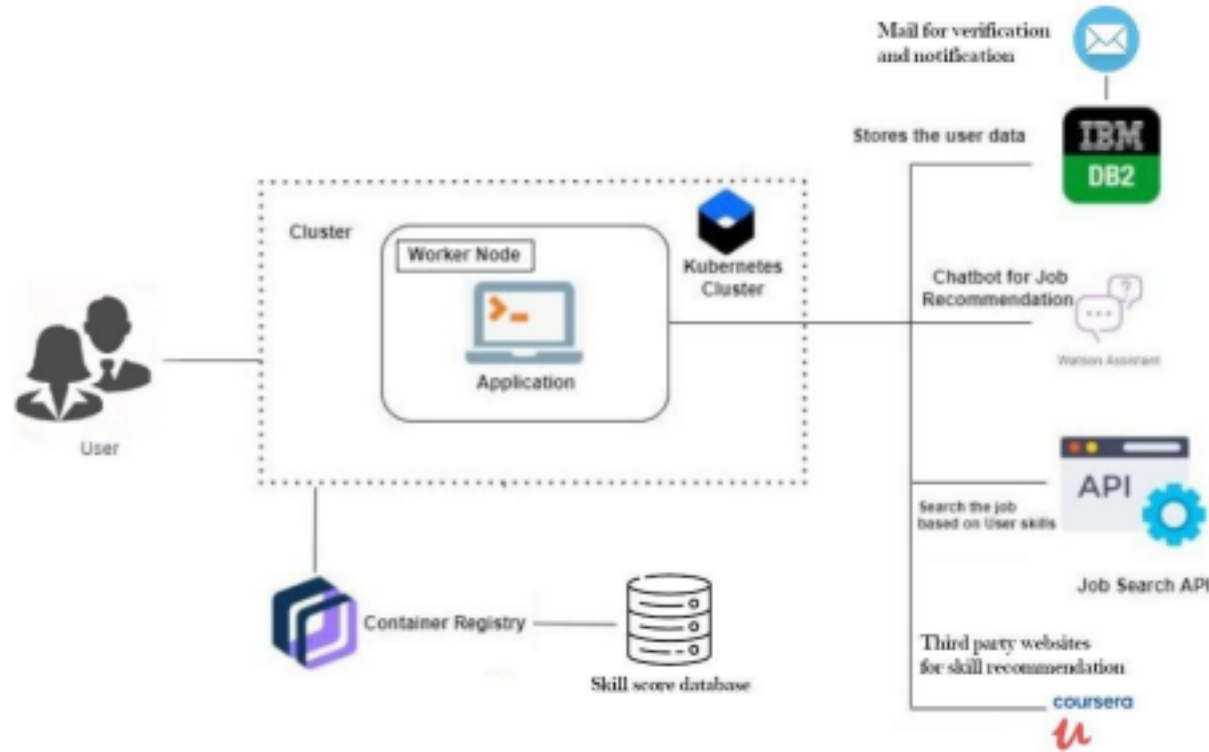 Mail for verification
and notification
Stores the user data
IBM
DB2
Cluster
Worker Node
Kubernetes
Cluster
Application
User
Chatbot for Job
Recommendation
?
Watson Assistant
API
Search the job
based on User skills
Job Search API
Container Registry
Skill score database
Third party websites
for skill recommendation
coursera
u